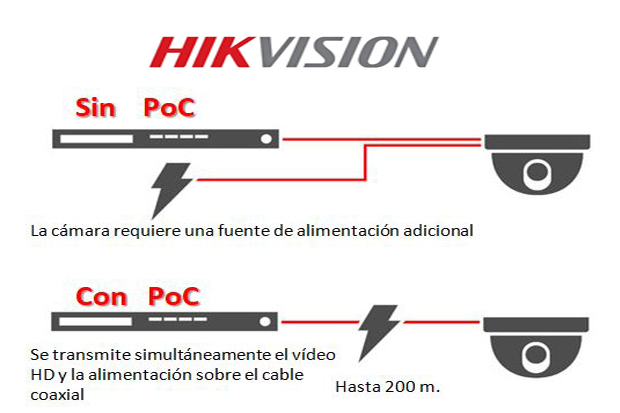 HIKVISION
Sin PoC
La cámara requiere una fuente de alimentación adicional
Con PoC
Se transmite simultáneamente el vídeo
HD y la alimentación sobre el cable
coaxial
Hasta 200 m.